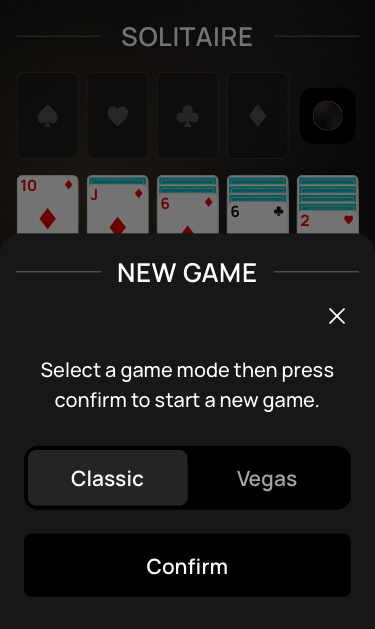 SOLITAIRE
10
J
6
6
2
NEW GAME
Select a game mode then press
confirm to start a new game.
Classic
Vegas
Confirm